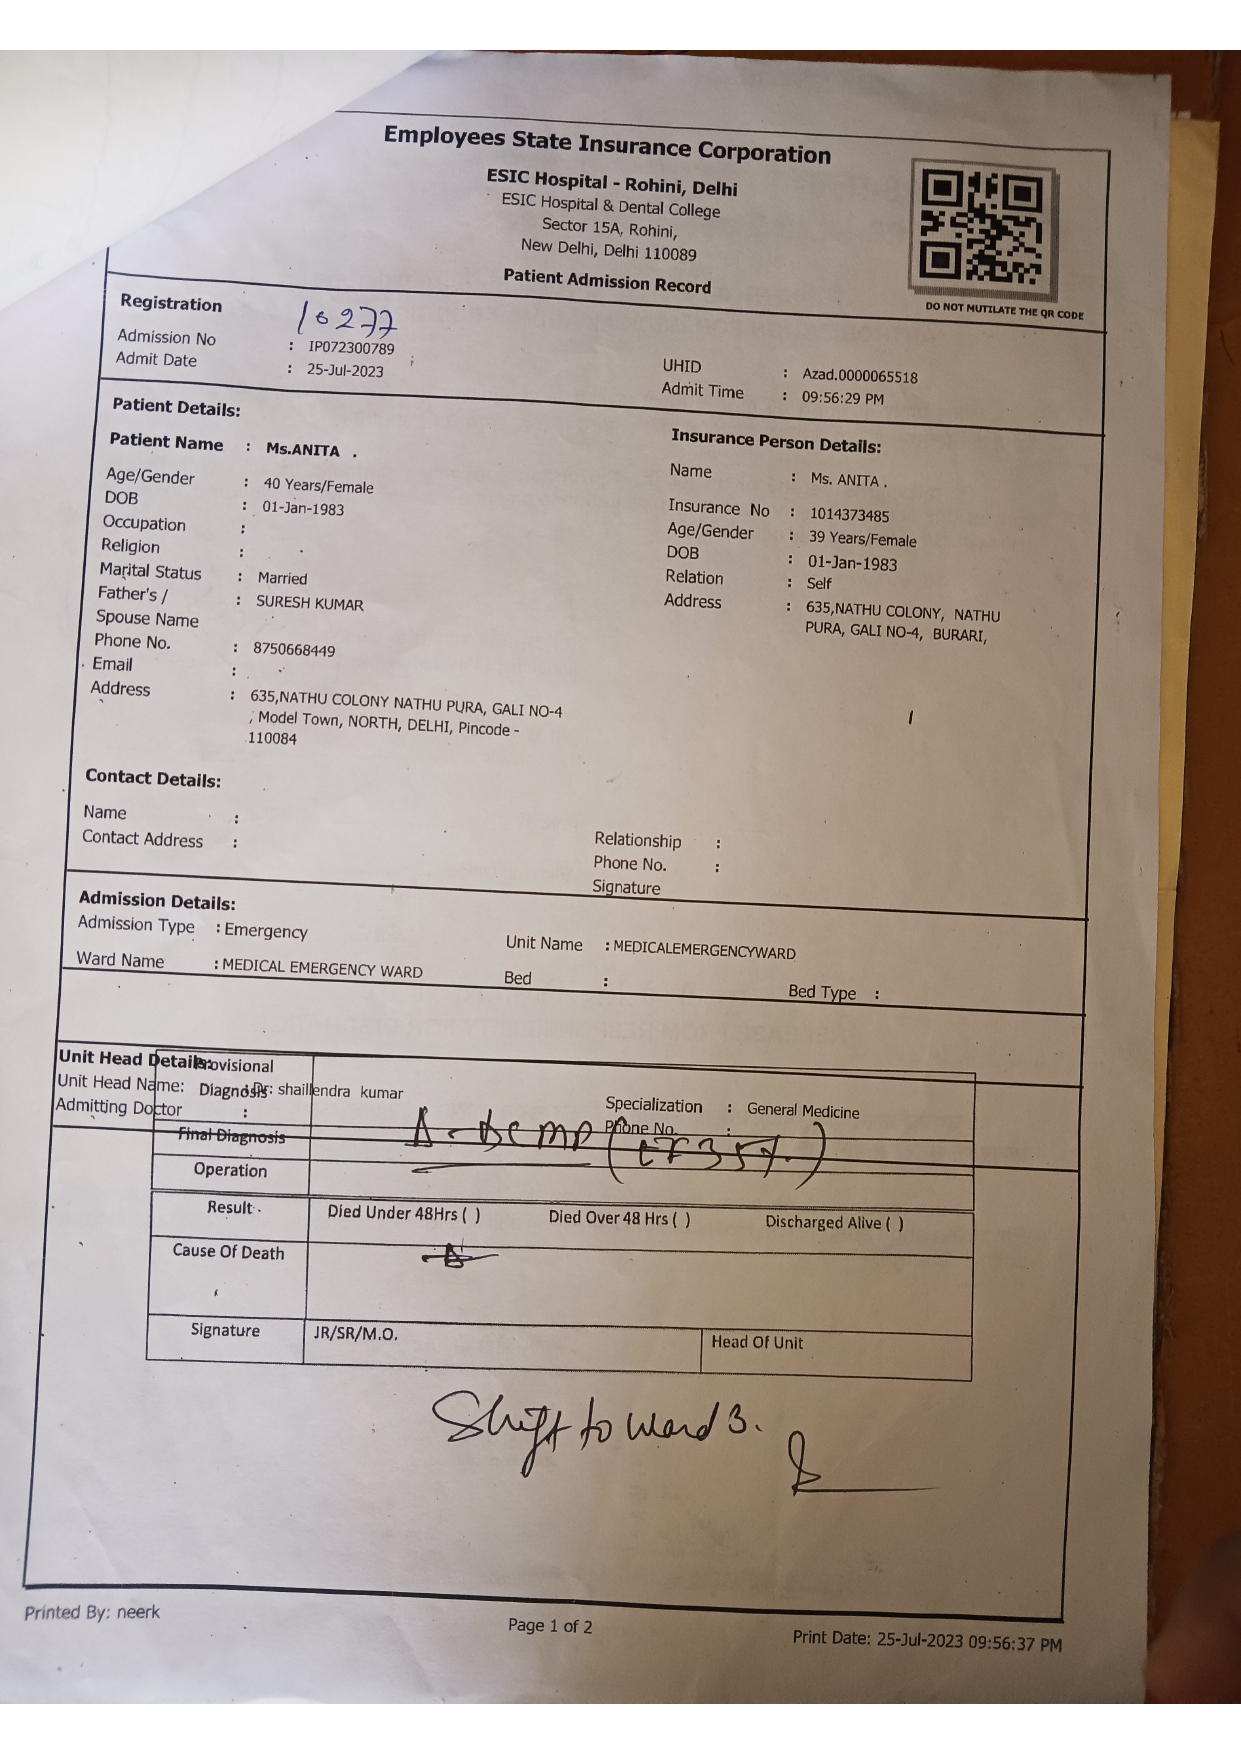 Employees State Insurance Corporation
ESIC Hospital - Rohini, Delhi
ESIC Hospital & Dental College
Sector 15A, Rohini,
New Delhi, Delhi 110089
Patient Admission Record
DO NOT MUTILATE THE QR CODE
Registration
10277
Admission No : IP072300789
Admit Date : 25-Jul-2023
UHID : Azad.0000065518
Admit Time : 09:56:29 PM
Patient Details:
Patient Name : Ms.ANITA .
Age/Gender : 40 Years/Female
DOB : 01-Jan-1983
Occupation :
Religion :
Marital Status : Married
Father's / : SURESH KUMAR
Spouse Name
Phone No. : 8750668449
Email :
Address : 635,NATHU COLONY NATHU PURA, GALI NO-4
, Model Town, NORTH, DELHI, Pincode -
110084
Insurance Person Details:
Name : Ms. ANITA .
Insurance No : 1014373485
Age/Gender : 39 Years/Female
DOB : 01-Jan-1983
Relation : Self
Address : 635,NATHU COLONY, NATHU
PURA, GALI NO-4, BURARI,
Contact Details:
Name :
Contact Address :
Relationship :
Phone No. :
Signature
Admission Details:
Admission Type : Emergency
Unit Name : MEDICALEMERGENCYWARD
Ward Name : MEDICAL EMERGENCY WARD
Bed :
Bed Type :
Unit Head Details:
Unit Head Name: Dr. shaillendra kumar
Admitting Doctor :
Specialization : General Medicine
Phone No. :
Provisional
Diagnosis
DCMP
Final Diagnosis
Operation
Result Died Under 48Hrs ( ) Died Over 48 Hrs ( ) Discharged Alive ( )
Cause Of Death
Signature JR/SR/M.O. Head Of Unit
Shift to ward 3.
Printed By: neerk
Page 1 of 2
Print Date: 25-Jul-2023 09:56:37 PM